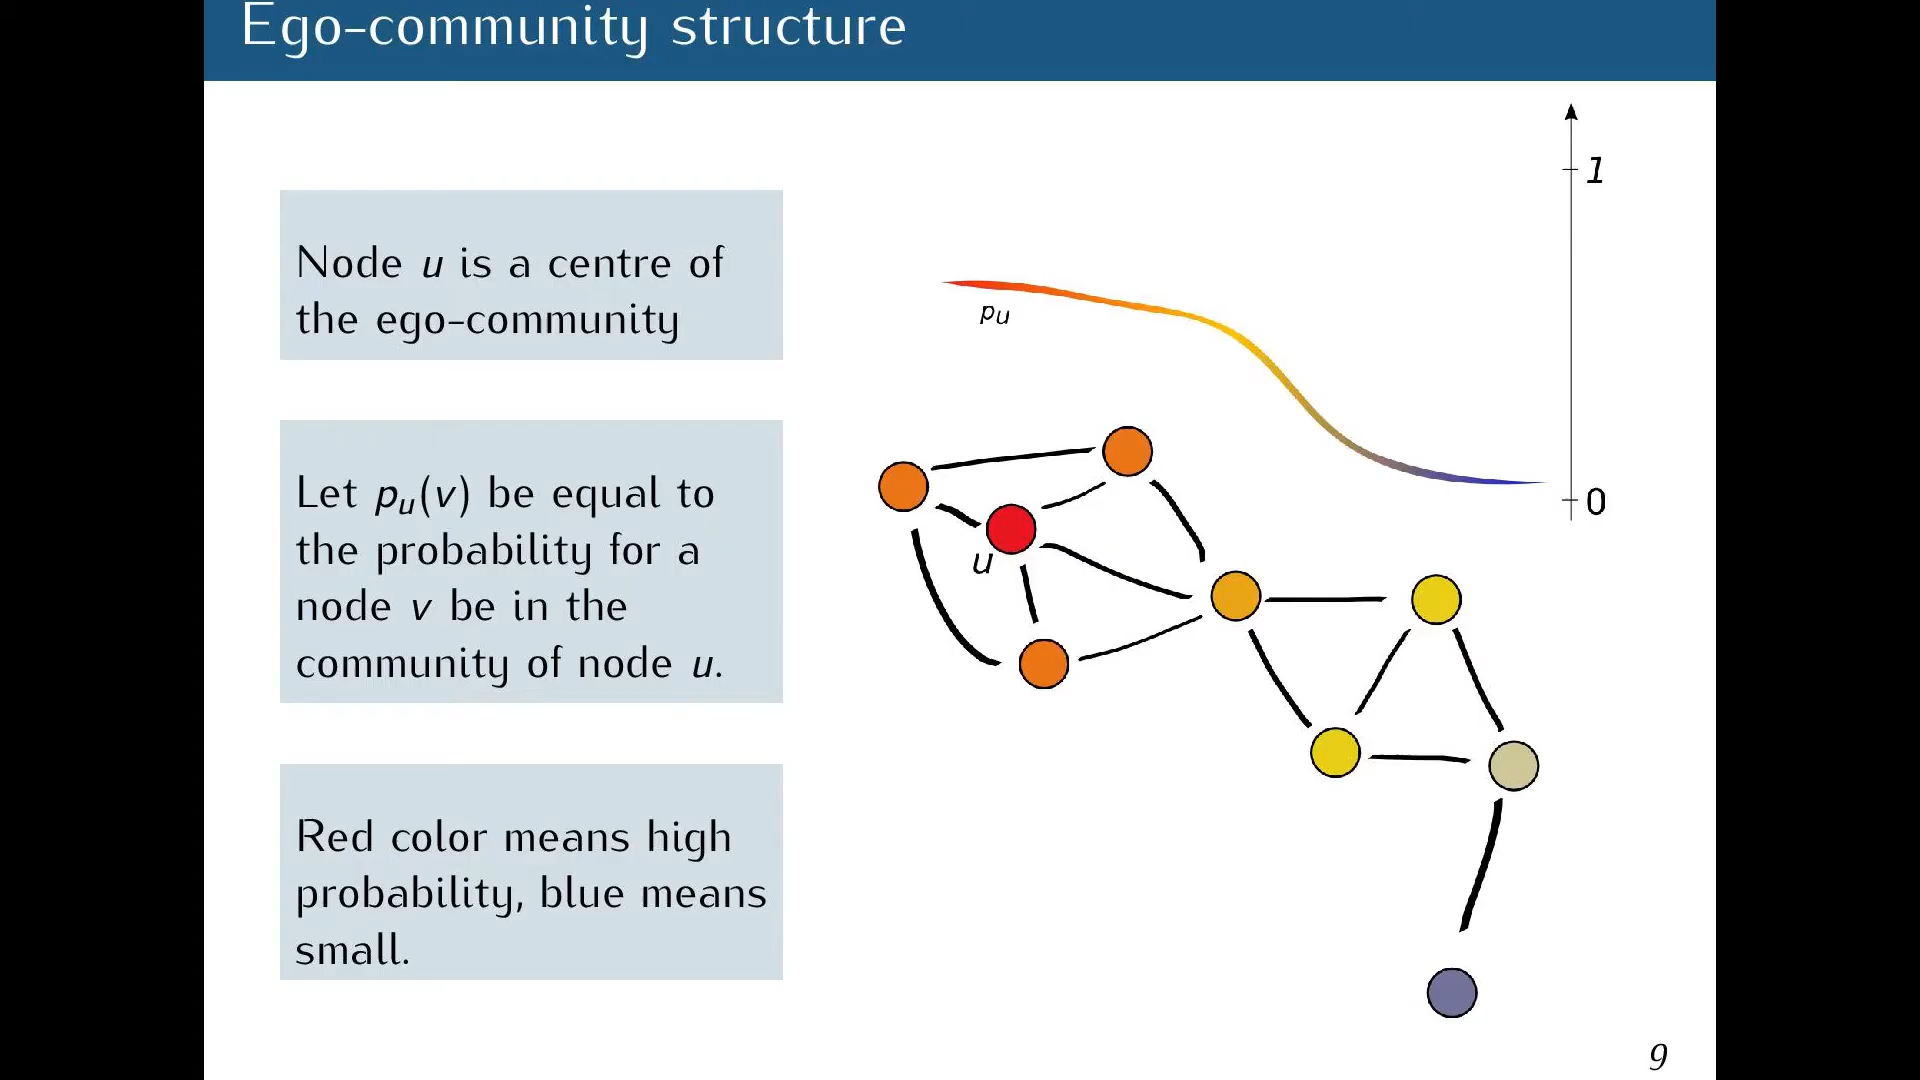 Ego-community structure
Node u is a centre of
the ego-community
Let pu(v) be equal to
the probability for a
node v be in the
community of node u.
Red color means high
probability, blue means
small.
1
pu
0
u
9